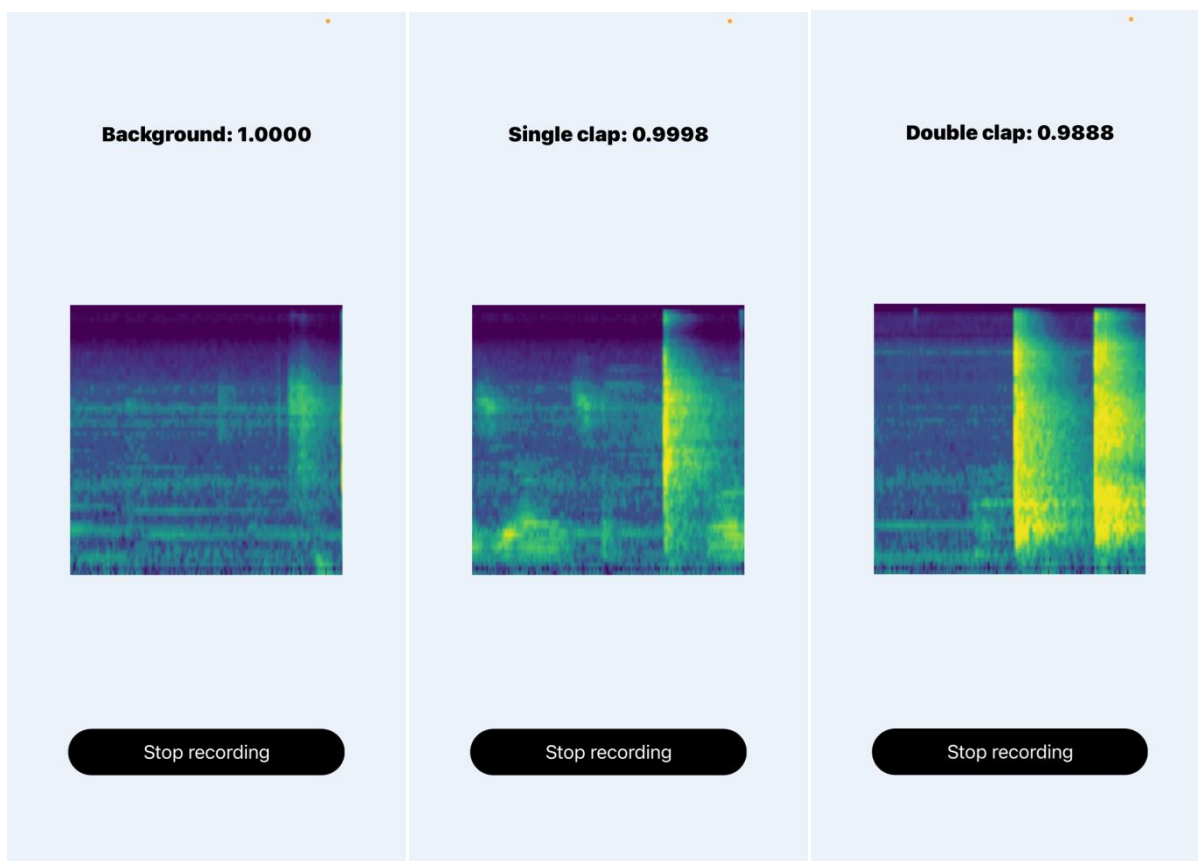 Background: 1.0000
Stop recording
Single clap: 0.9998
Stop recording
Double clap: 0.9888
Stop recording